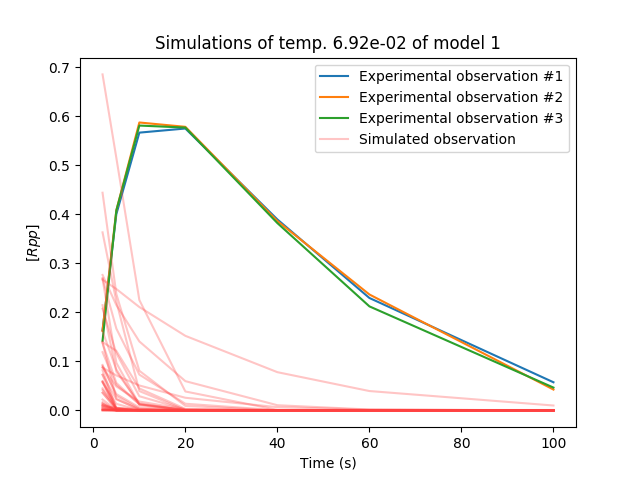 Simulations of temp. 6.92e-02 of model 1
Experimental observation #1
Experimental observation #2
Experimental observation #3
Simulated observation
[Rpp]
0.7
0.6
0.5
0.4
0.3
0.2
0.1
0.0
0 20 40 60 80 100
Time (s)